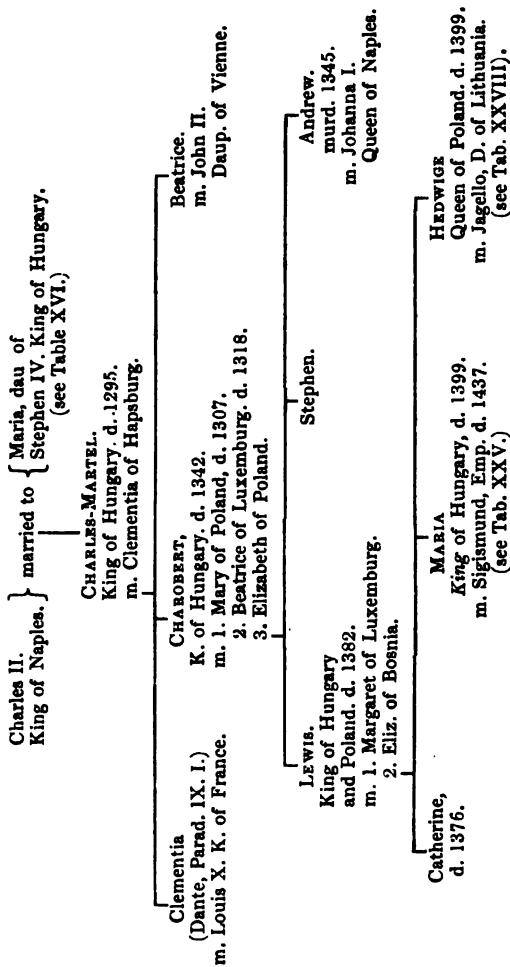 Charles II.
King of Naples.
married to
Maria, dau of
Stephen IV. King of Hungary.
(see Table XVI.)
CHARLES-MARTEL.
King of Hungary. d.-1295.
m. Clementia of Hapsburg.
Clementia
(Dante, Parad. IX. I.)
m. Louis X. K. of France.
CHAROBERT,
K. of Hungary. d. 1342.
m. 1. Mary of Poland, d. 1307.
2. Beatrice of Luxemburg. d. 1318.
3. Elizabeth of Poland.
Beatrice.
m. John II.
Daup. of Vienne.
LEWIS.
King of Hungary
and Poland. d. 1382.
m. 1. Margaret of Luxemburg.
2. Eliz. of Bosnia.
Stephen.
Andrew.
murd. 1345.
m. Johanna I.
Queen of Naples.
Catherine,
d. 1376.
MARIA
King of Hungary, d. 1399.
m. Sigismund, Emp. d. 1437.
(see Tab. XXV.)
HEDWIGE
Queen of Poland. d. 1399.
m. Jagello, D. of Lithuania.
(see Tab. XXVIII).